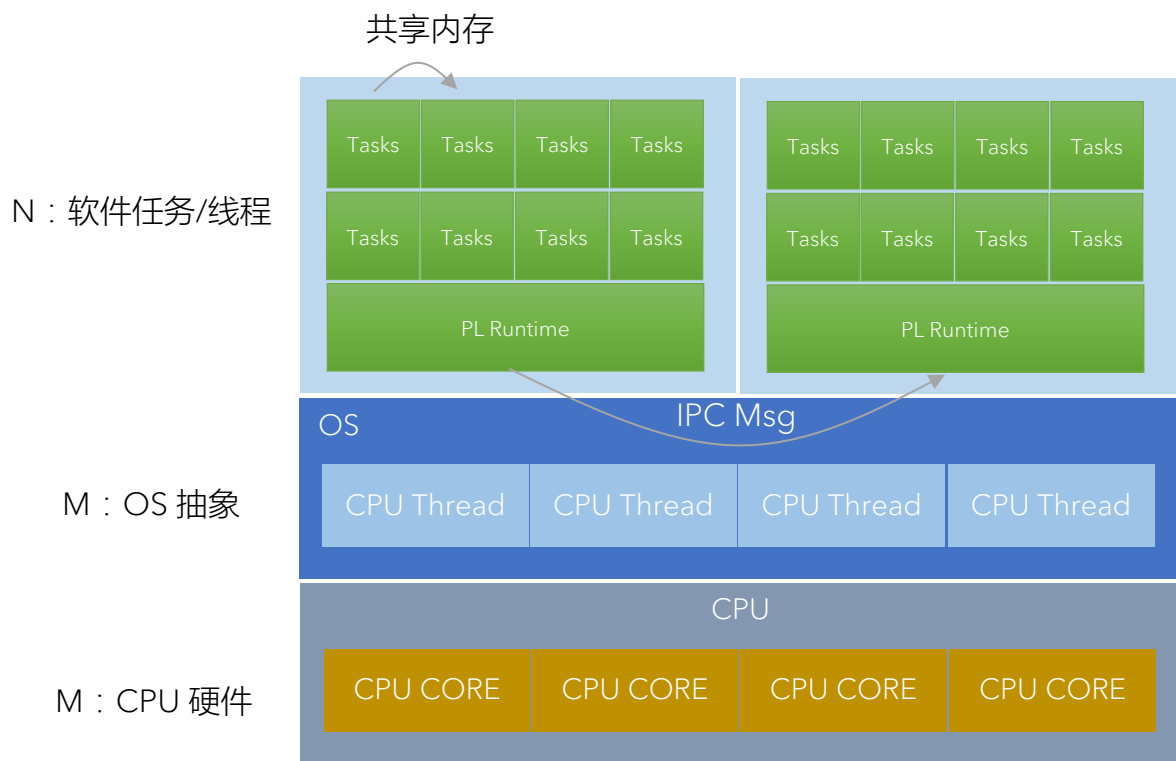 共享内存
Tasks Tasks Tasks Tasks Tasks Tasks Tasks Tasks
N：软件任务/线程
Tasks Tasks Tasks Tasks Tasks Tasks Tasks Tasks
PL Runtime PL Runtime
IPC Msg
OS
M：OS 抽象
CPU Thread CPU Thread CPU Thread CPU Thread
CPU
M：CPU 硬件
CPU CORE CPU CORE CPU CORE CPU CORE